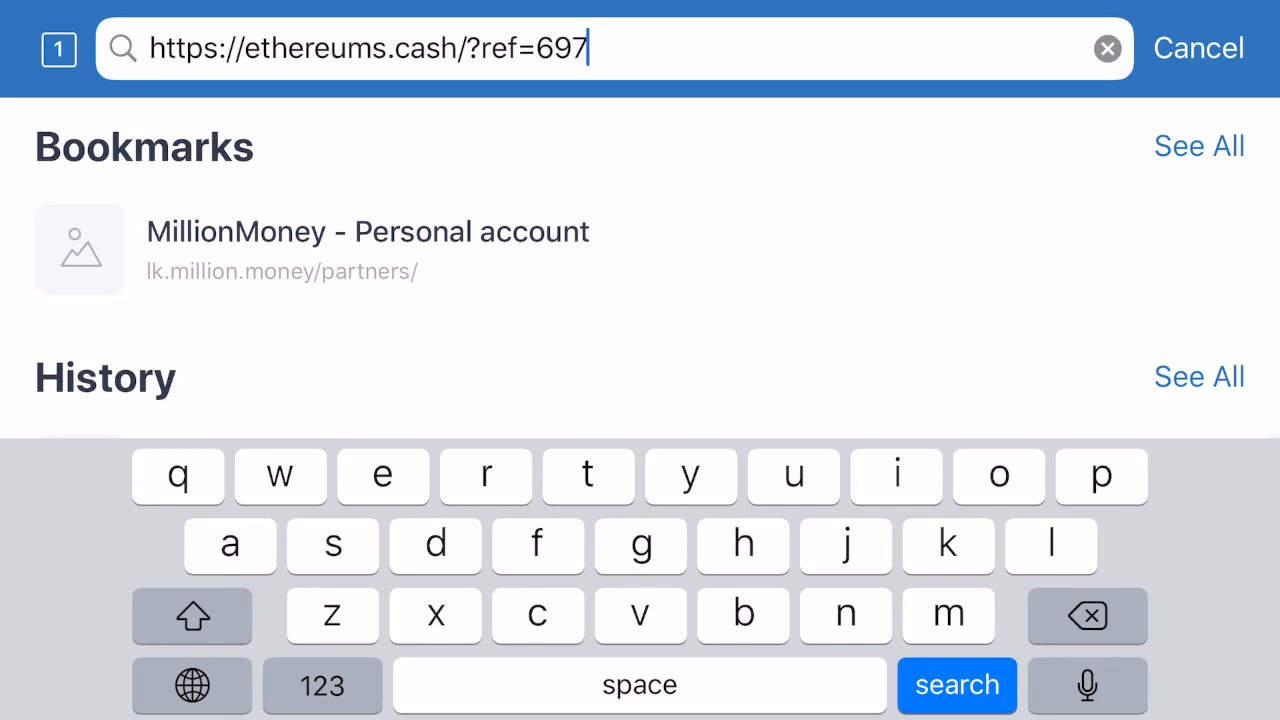 1
https://ethereums.cash/?ref=697
Cancel
Bookmarks
See All
MillionMoney - Personal account
lk.million.money/partners/
History
See All
q w e r t y u i o p
a s d f g h j k l
z x c v b n m
123
space
search